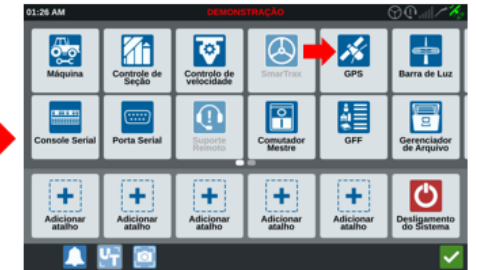 01:26 AM DEMONSTRAÇÃO
Máquina
Controle de
Seção
Controlo de
velocidade
SmarTrax
GPS
Barra de Luz
Console Serial
Porta Serial
Suporte
Remoto
Comutador
Mestre
GFF
Gerenciador
de Arquivo
Adicionar
atalho
Adicionar
atalho
Adicionar
atalho
Adicionar
atalho
Adicionar
atalho
Desligamento
do Sistema
UT